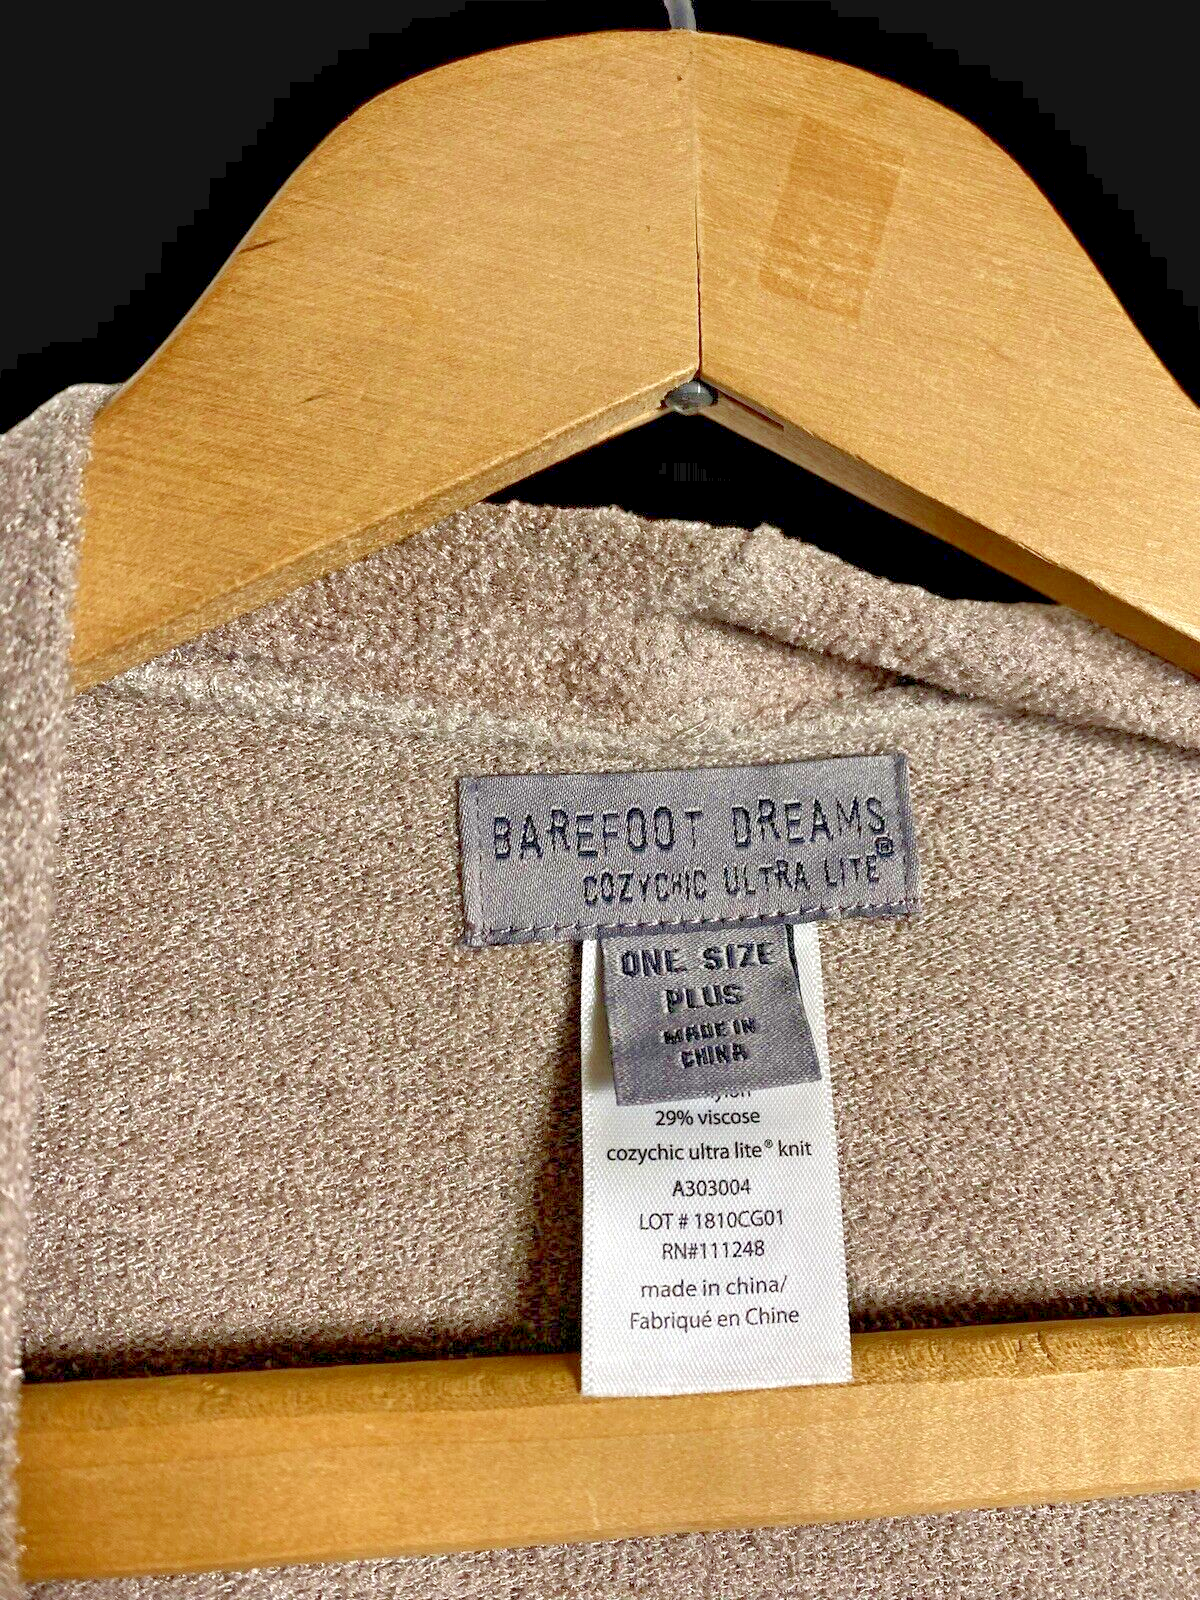 BAREFOOT DREAMS
COZYCHIC ULTRA LITE®
ONE SIZE
PLUS
MADE IN
CHINA
29% viscose
cozychic ultra lite® knit
A303004
LOT # 1810CG01
RN#111248
made in china/
Fabriqué en Chine